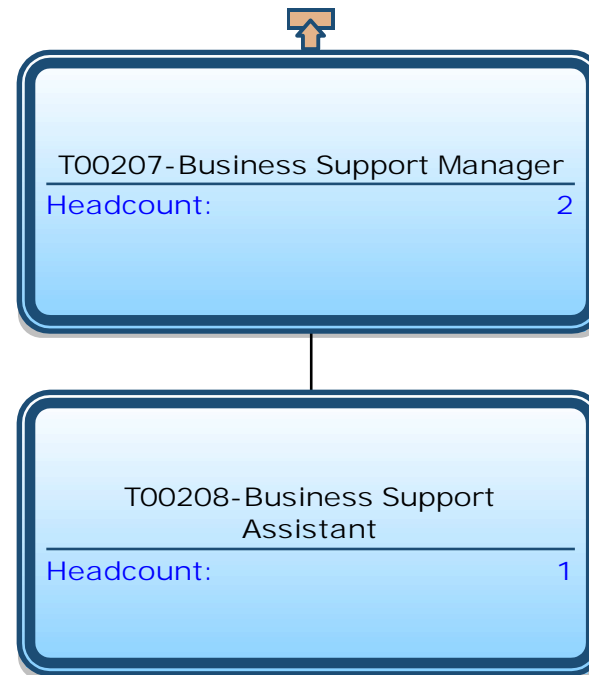 T00207-Business Support Manager
Headcount: 2
T00208-Business Support
Assistant
Headcount: 1